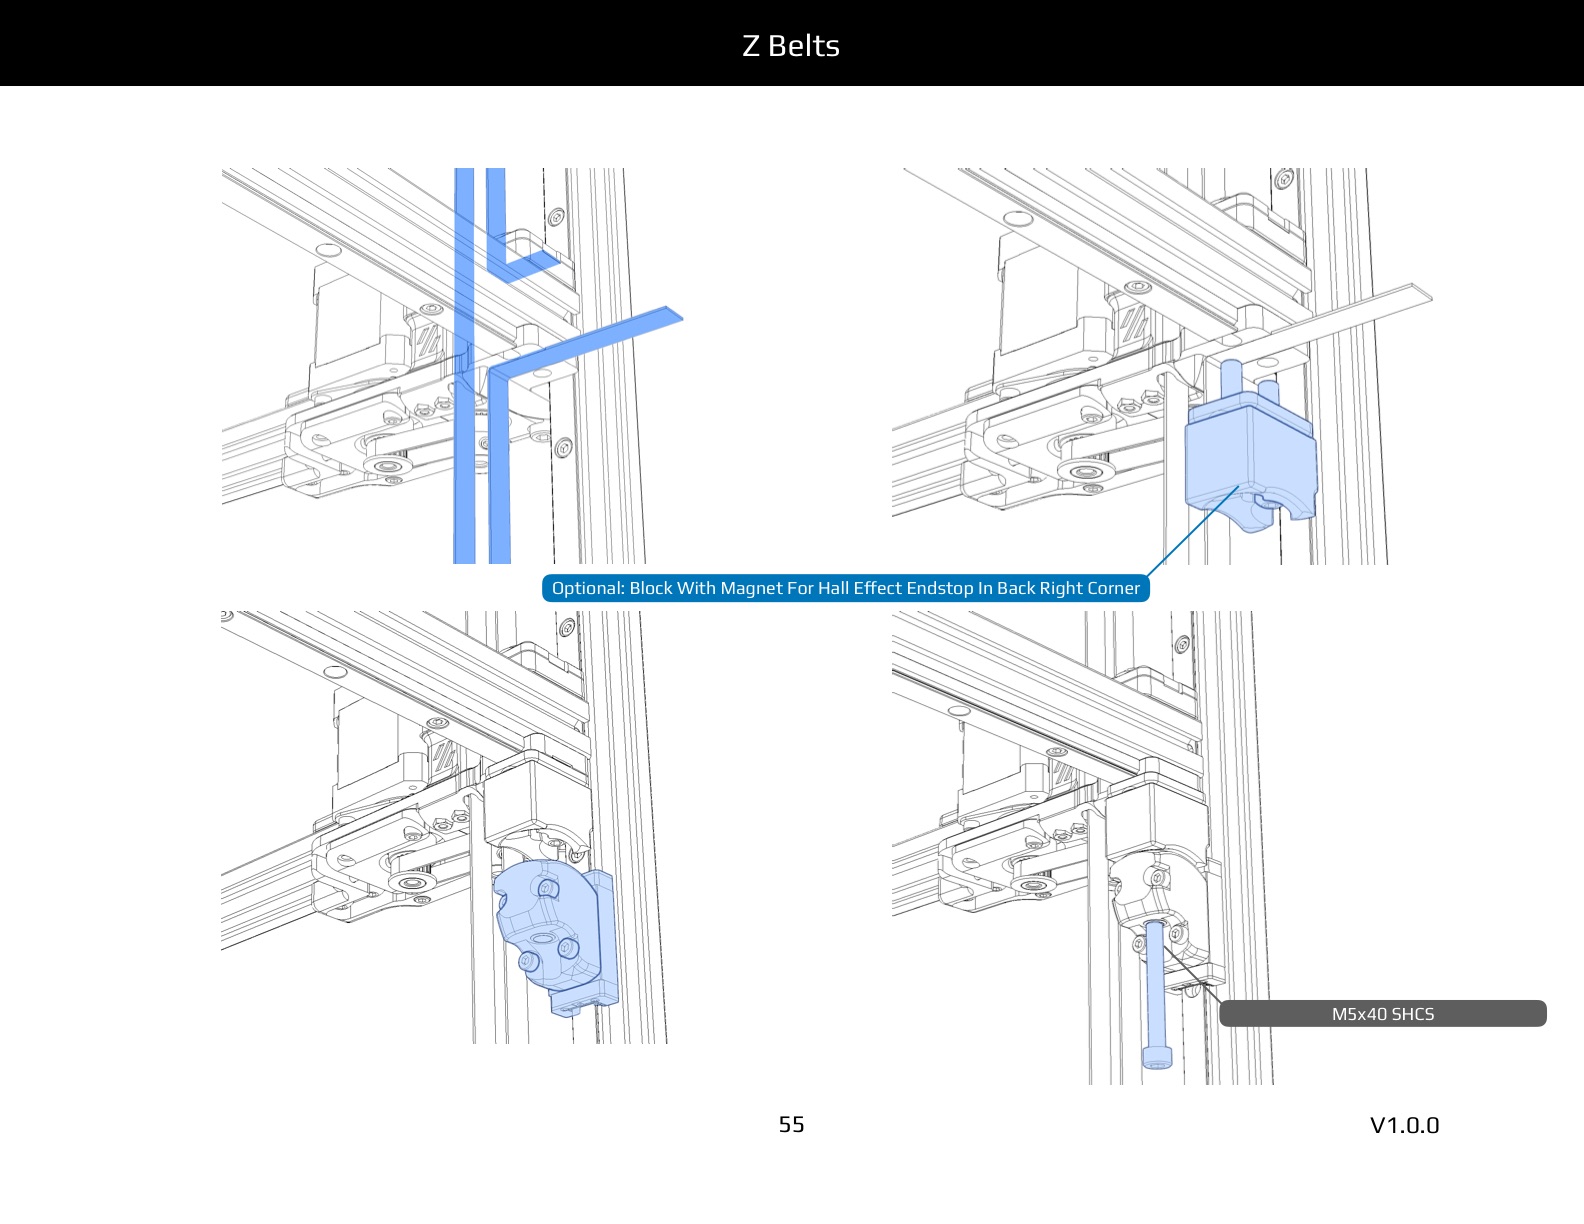 Z Belts
Optional: Block With Magnet For Hall Effect Endstop In Back Right Corner
M5x40 SHCS
55
V1.0.0